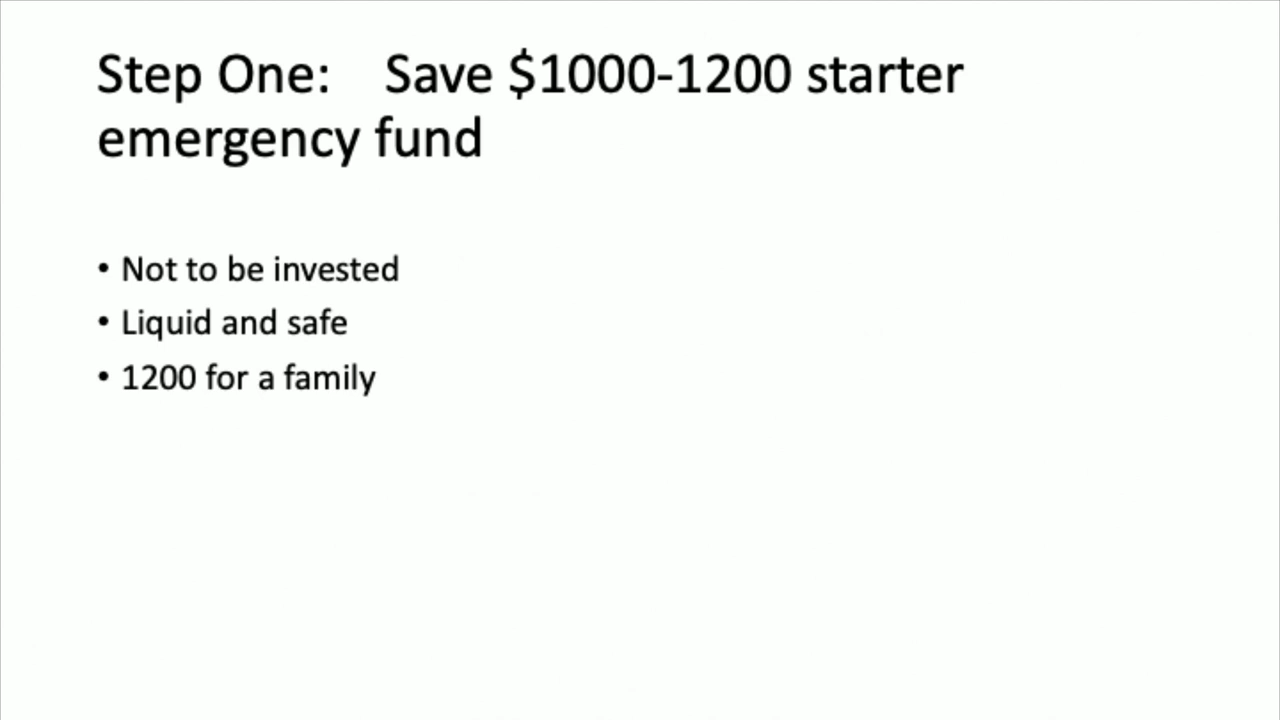 Step One: Save $1000-1200 starter
emergency fund
• Not to be invested
• Liquid and safe
• 1200 for a family